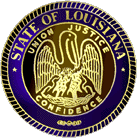 STATE OF LOUISIANA
UNION JUSTICE
CONFIDENCE